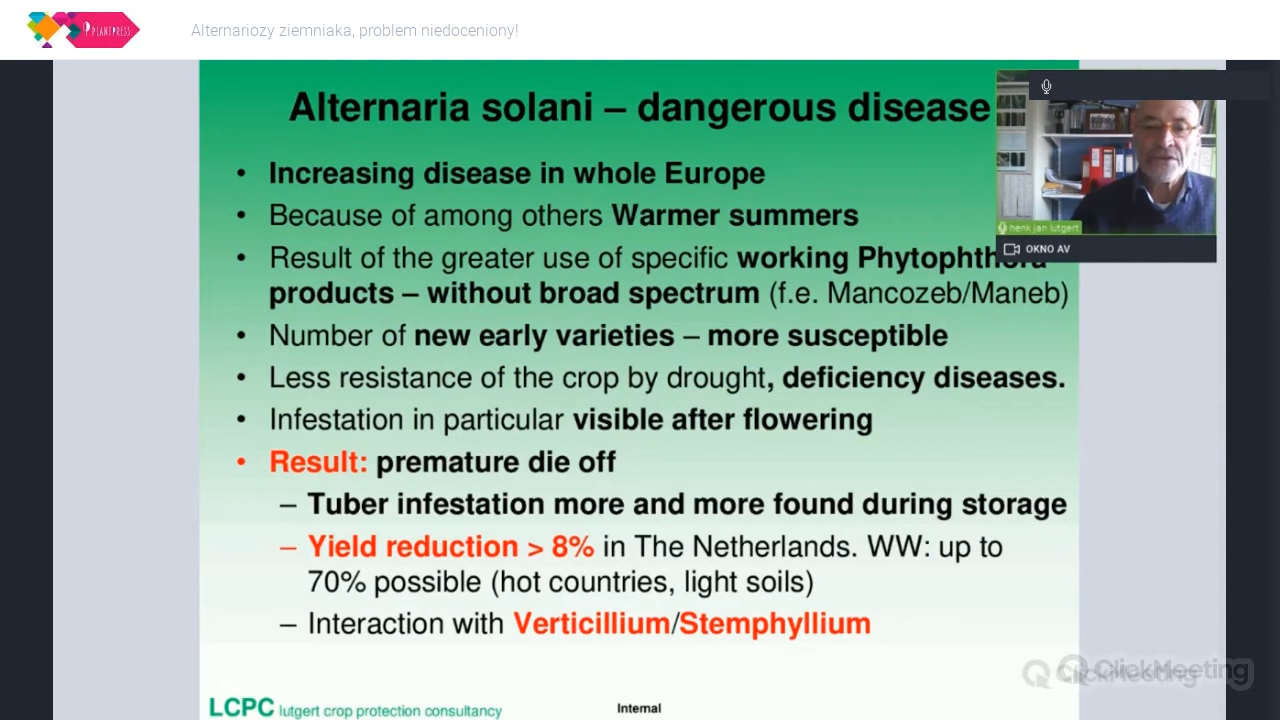 PLANTPRESS
Alternariozy ziemniaka, problem niedoceniony!
Alternaria solani – dangerous disease
• Increasing disease in whole Europe
• Because of among others Warmer summers
• Result of the greater use of specific working Phytophthora
products – without broad spectrum (f.e. Mancozeb/Maneb)
• Number of new early varieties – more susceptible
• Less resistance of the crop by drought, deficiency diseases.
• Infestation in particular visible after flowering
• Result: premature die off
– Tuber infestation more and more found during storage
– Yield reduction > 8% in The Netherlands. WW: up to
70% possible (hot countries, light soils)
– Interaction with Verticillium/Stemphyllium
henk jan lutgert
OKNO AV
LCPC lutgert crop protection consultancy
Internal
ClickMeeting
ClickMeeting